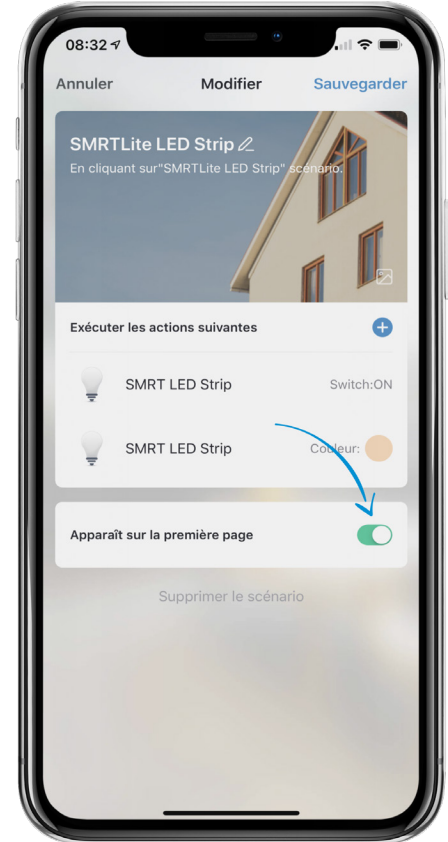 08:32
Annuler Modifier Sauvegarder
SMRTLite LED Strip
En cliquant sur"SMRTLite LED Strip" scénario.
Exécuter les actions suivantes
SMRT LED Strip Switch:ON
SMRT LED Strip Couleur:
Apparaît sur la première page
Supprimer le scénario